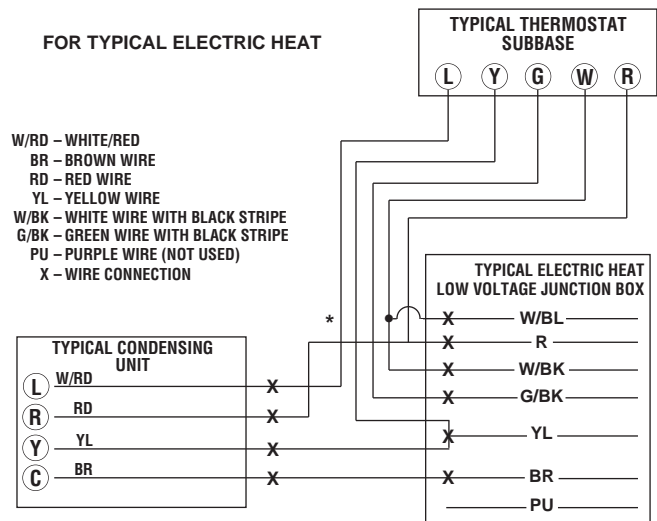 FOR TYPICAL ELECTRIC HEAT
TYPICAL THERMOSTAT
SUBBASE
L Y G W R
W/RD – WHITE/RED
BR – BROWN WIRE
RD – RED WIRE
YL – YELLOW WIRE
W/BK – WHITE WIRE WITH BLACK STRIPE
G/BK – GREEN WIRE WITH BLACK STRIPE
PU – PURPLE WIRE (NOT USED)
X – WIRE CONNECTION
TYPICAL ELECTRIC HEAT
LOW VOLTAGE JUNCTION BOX
*
X W/BL
X R
X W/BK
X G/BK
X YL
X BR
PU
TYPICAL CONDENSING
UNIT
L W/RD X
R RD X
Y YL X
C BR X